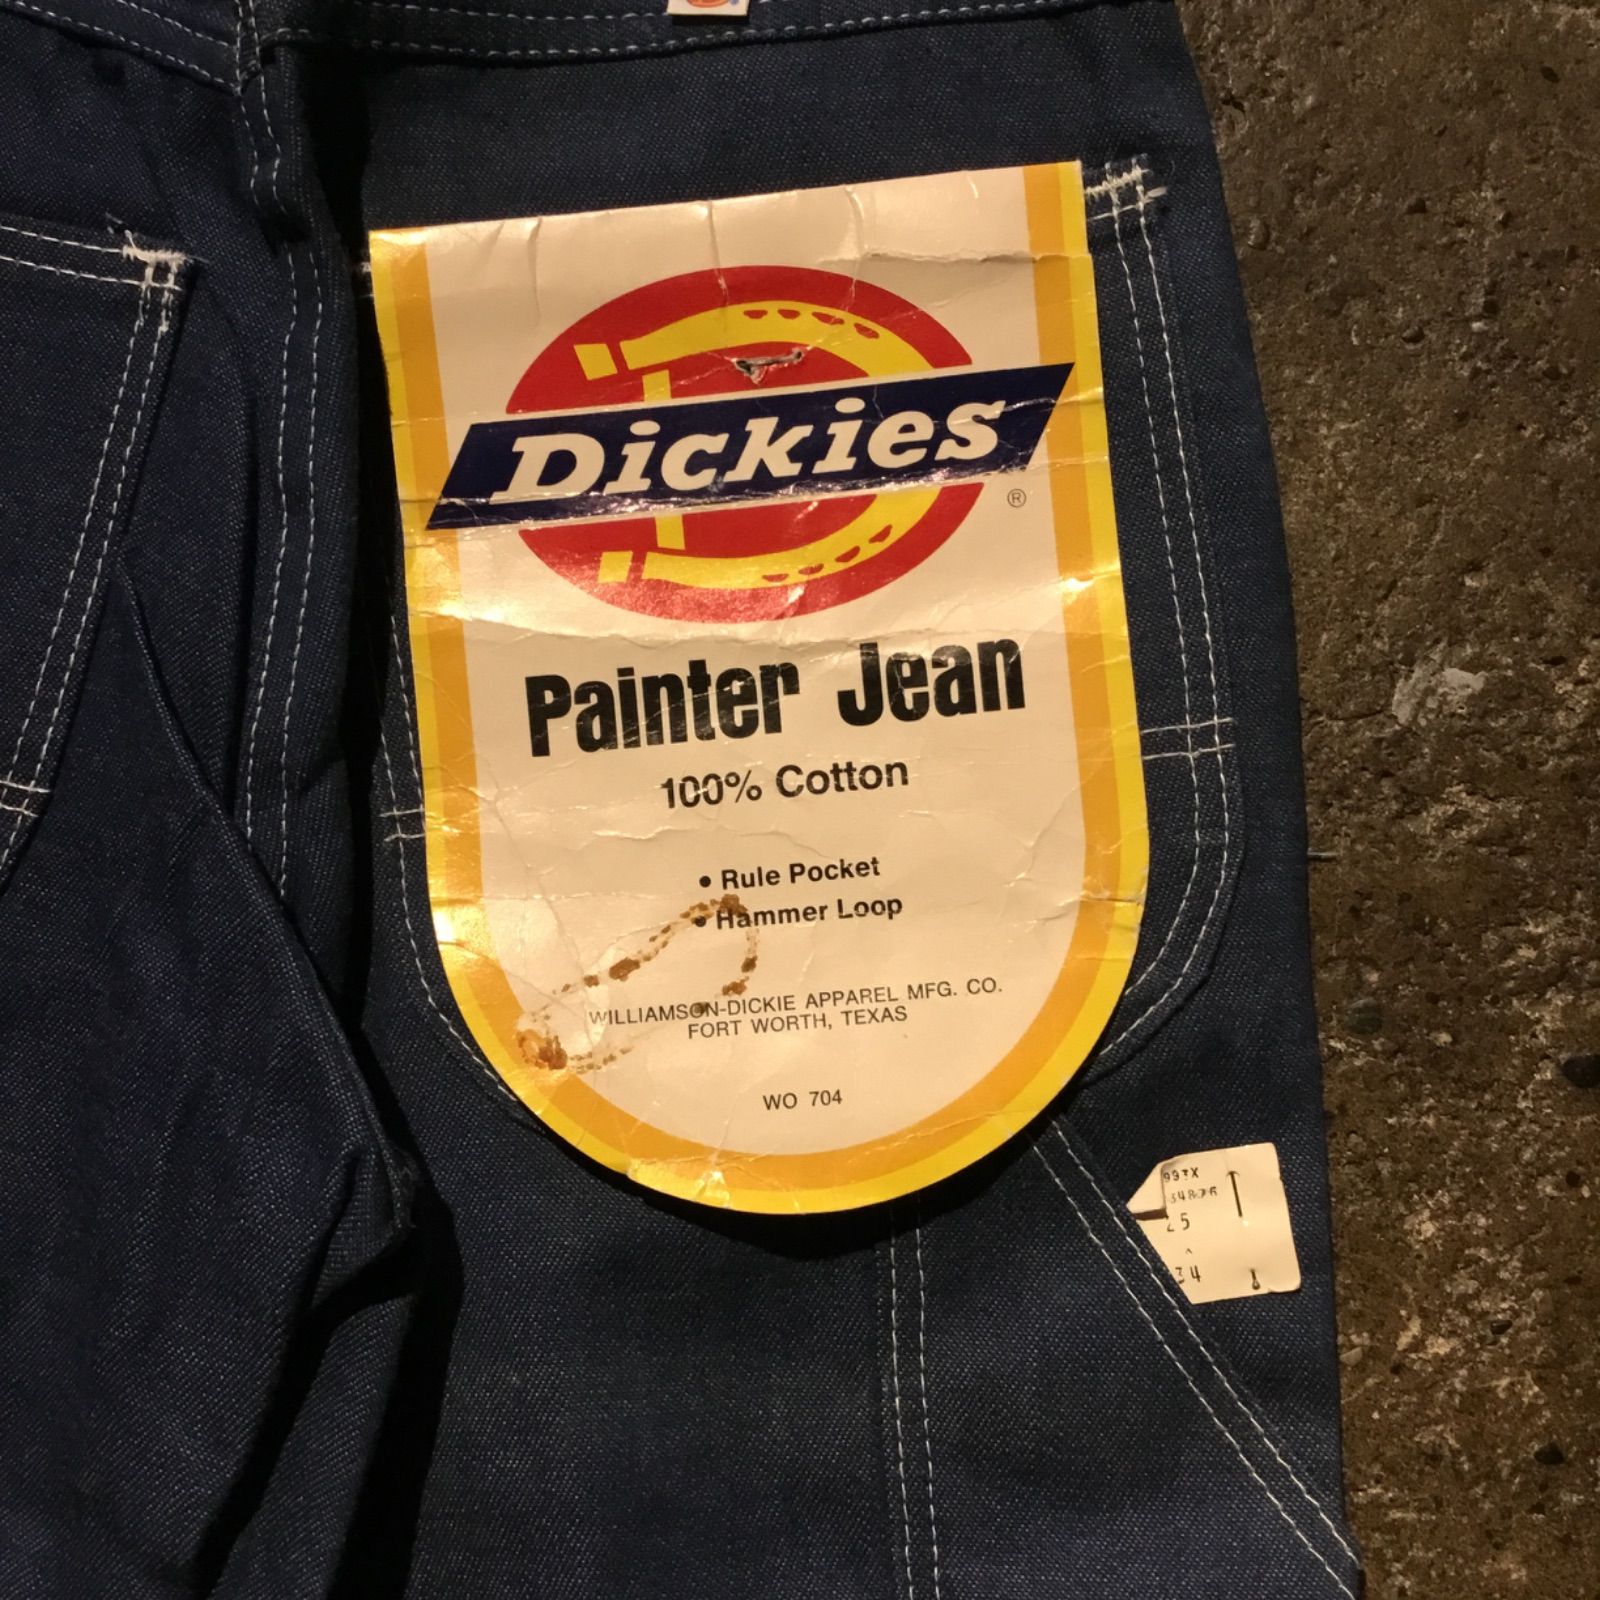 Dickies
®
Painter Jean
100% Cotton
• Rule Pocket
• Hammer Loop
WILLIAMSON-DICKIE APPAREL MFG. CO.
FORT WORTH, TEXAS
WO 704
34